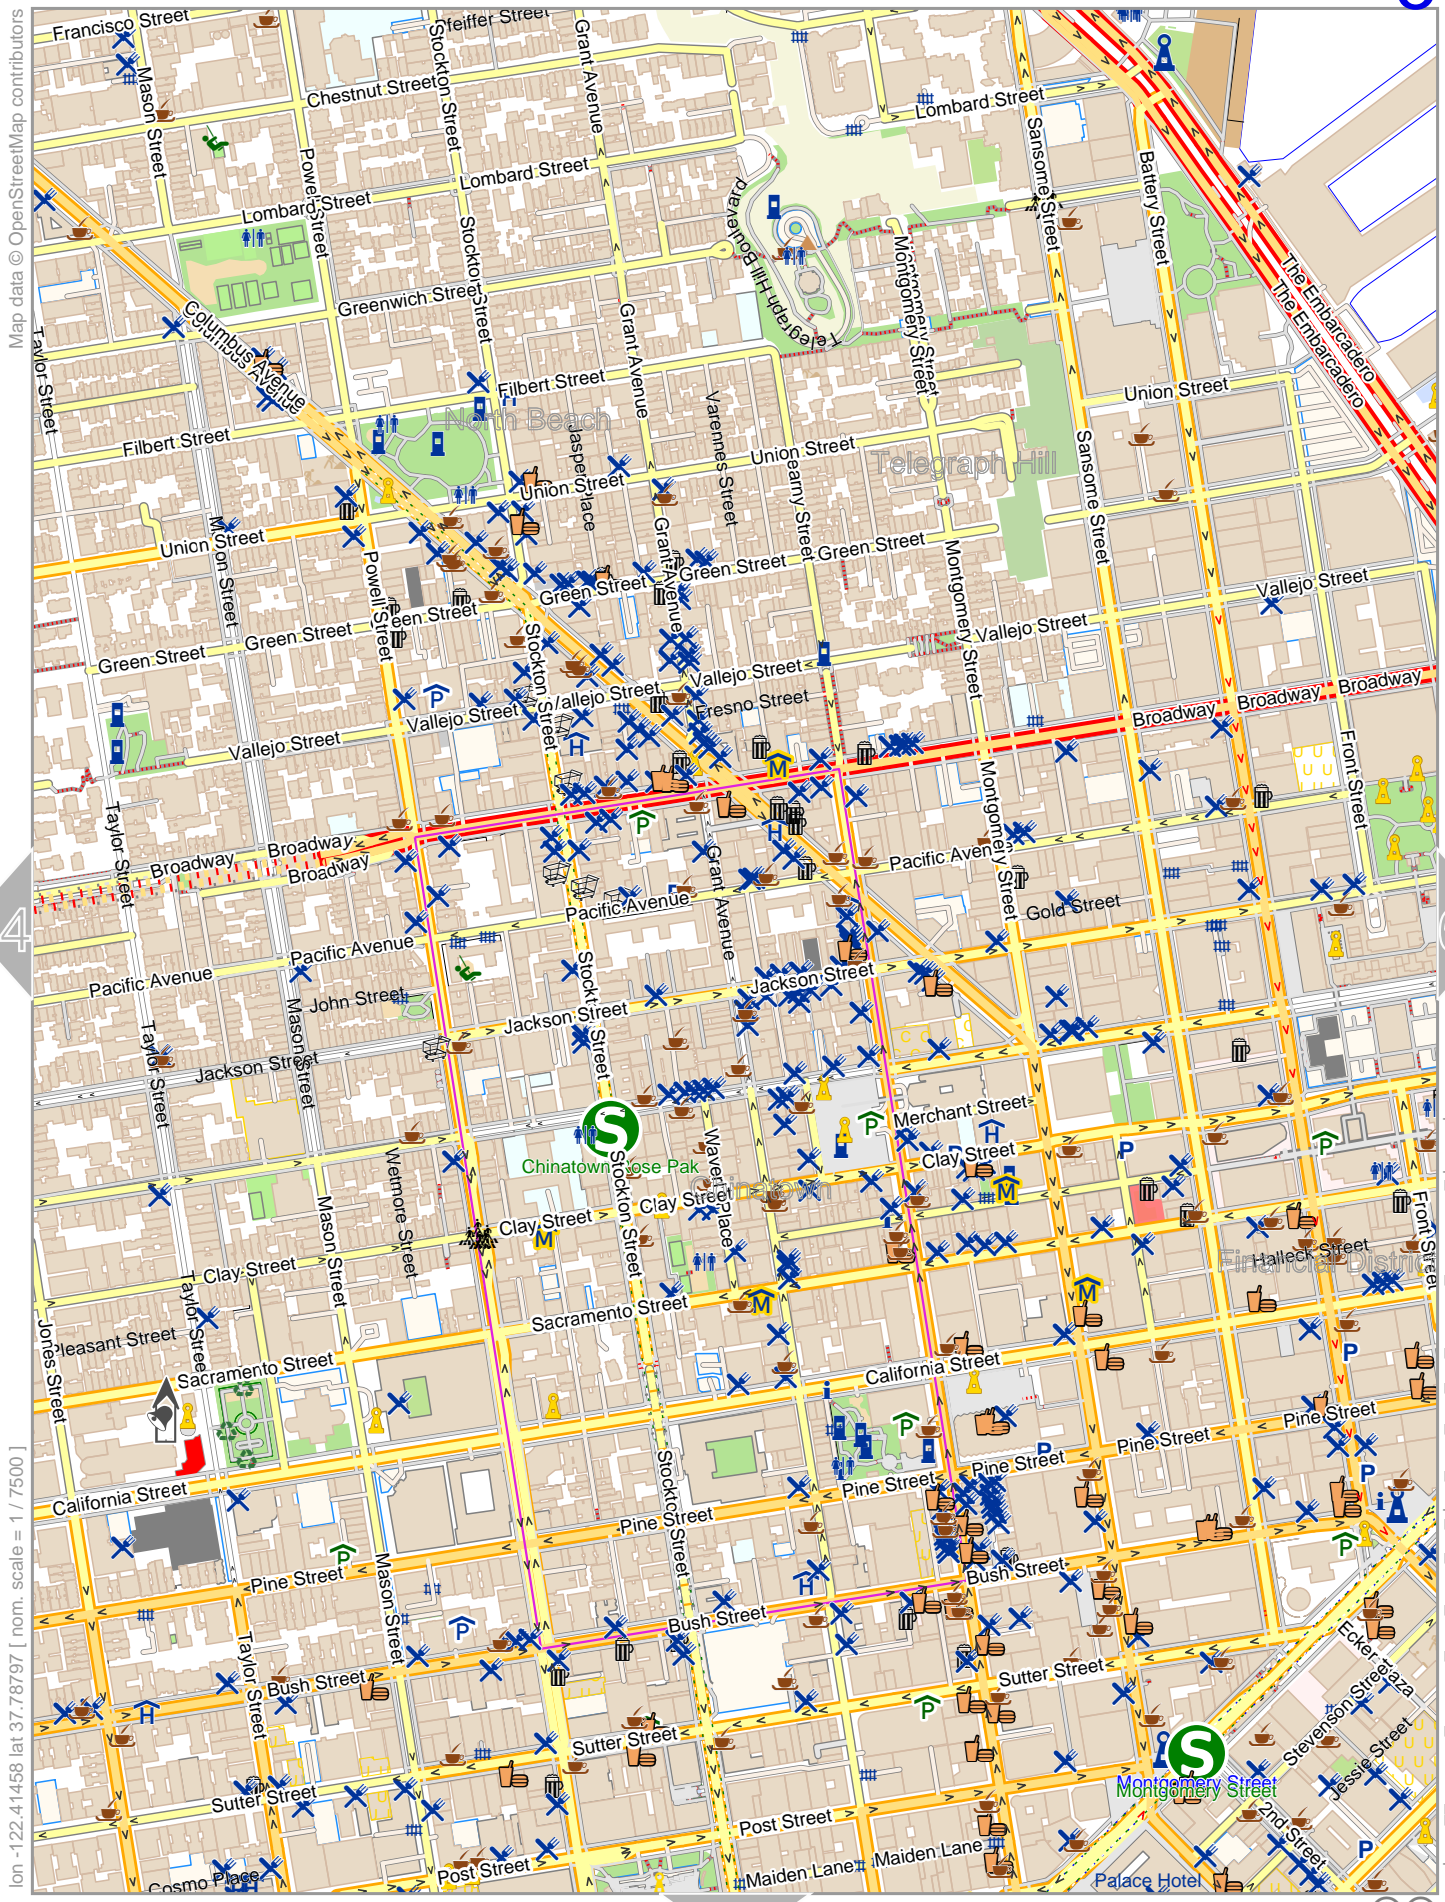 Map data © OpenStreetMap contributors
lon -122.41458 lat 37.78797 [ nom. scale = 1 / 7500 ]
Francisco Street
Pfeiffer Street
Mason Street
Stockton Street
Grant Avenue
Chestnut Street
Lombard Street
Sansome Street
Battery Street
Powell Street
Lombard Street
Lombard Street
Telegraph Hill Boulevard
Stockton Street
Montgomery Street
Montgomery Street
Greenwich Street
The Embarcadero
The Embarcadero
Columbus Avenue
Columbus Avenue
Grant Avenue
Taylor Street
Filbert Street
Union Street
North Beach
Varennes Street
Jasper Place
Filbert Street
Union Street
Telegraph Hill
Kearny Street
Sansome Street
Union Street
Union Street
Mason Street
Grant Avenue
Green Street
Green Street
Green Street
Powell Street
Montgomery Street
Vallejo Street
Green Street
Green Street
Green Street
Vallejo Street
Stockton Street
Vallejo Street
Vallejo Street
Vallejo Street
Vallejo Street
Fresno Street
Broadway
Broadway
Broadway
P
H
M
Front Street
Montgomery Street
Taylor Street
P
H
Broadway
Broadway
Broadway
Pacific Avenue
Grant Avenue
Gold Street
Pacific Avenue
4
Pacific Avenue
Pacific Avenue
John Street
Jackson Street
Stockton Street
Jackson Street
Mason Street
Taylor Street
Jackson Street
S
Merchant Street
P
H
Clay Street
P
P
Chinatown Rose Pak
Chinatown
Waverly Place
Wetmore Street
Clay Street
Clay Street
M
M
Stockton Street
Mason Street
Clay Street
Halleck Street
Financial District
Front Street
Taylor Street
Sacramento Street
M
M
Pleasant Street
Jones Street
Sacramento Street
California Street
P
Pine Street
Pine Street
P
P
Pine Street
Pine Street
P
California Street
Stockton Street
Pine Street
P
Pine Street
P
Mason Street
Bush Street
H
Bush Street
P
Taylor Street
Bush Street
H
Sutter Street
Ecker Plaza
Stevenson Street
Jessie Street
P
Sutter Street
S
Montgomery Street
Montgomery Street
Sutter Street
2nd Street
Post Street
Maiden Lane
Maiden Lane
Post Street
Cosmo Place
Palace Hotel
P